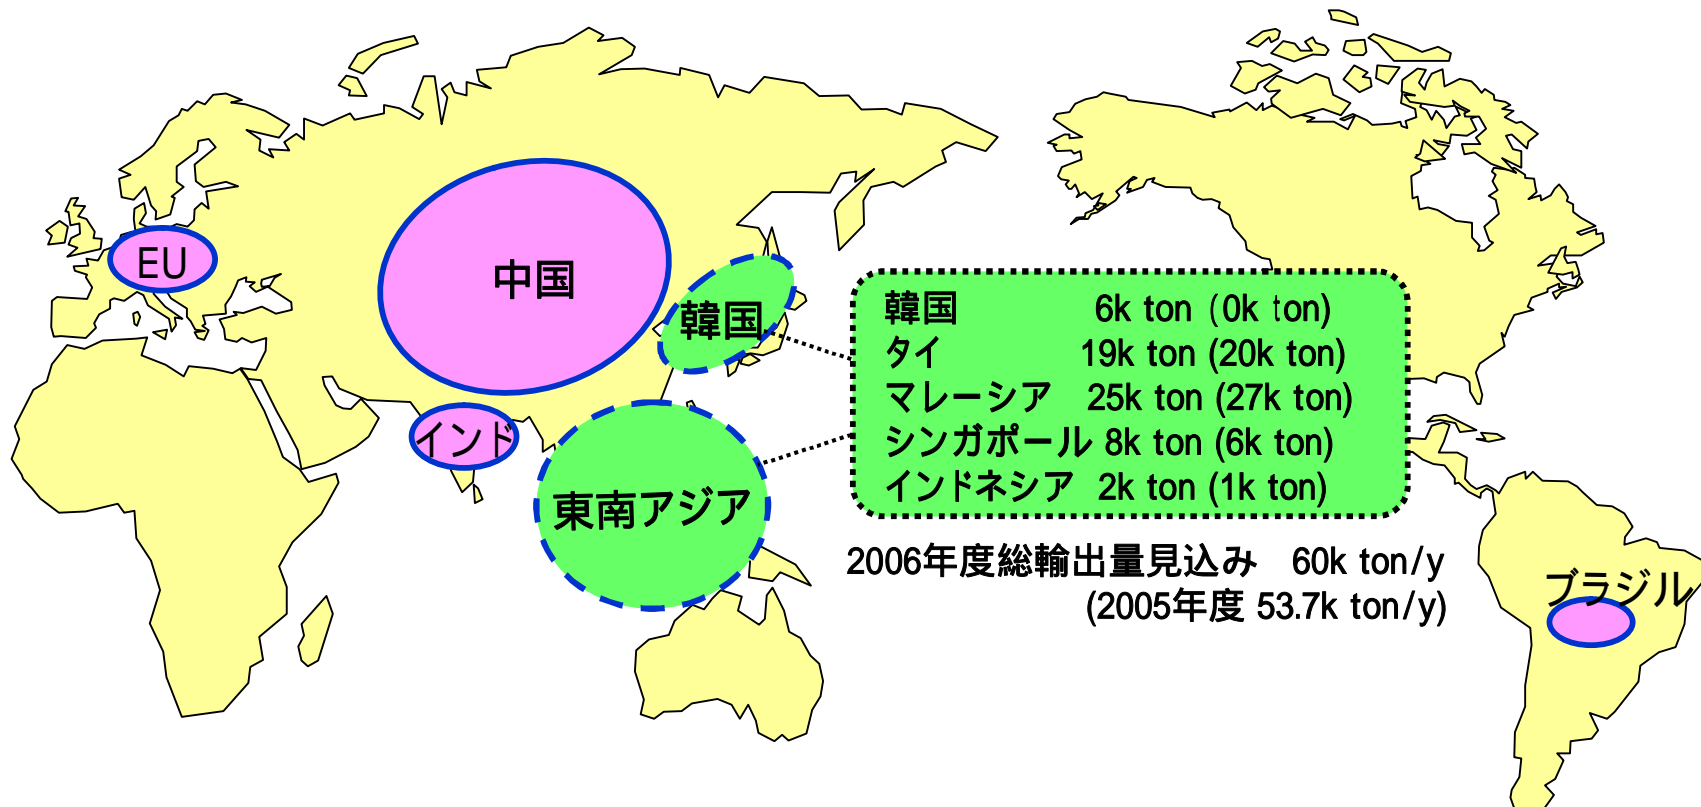 EU
中国
韓国
インド
東南アジア
韓国 6k ton (0k ton)
タイ 19k ton (20k ton)
マレーシア 25k ton (27k ton)
シンガポール 8k ton (6k ton)
インドネシア 2k ton (1k ton)
2006年度総輸出量見込み 60k ton/y
(2005年度 53.7k ton/y)
ブラジル